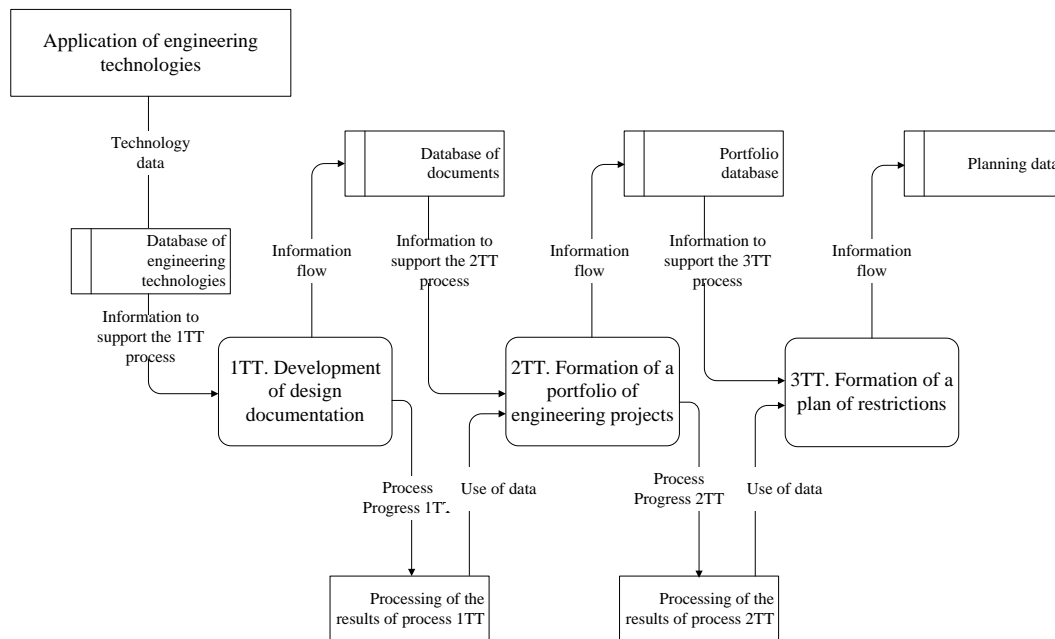 Application of engineering
technologies
Technology
data
Database of
engineering
technologies
Information to
support the 1TT
process
1TT. Development
of design
documentation
Information
flow
Database of
documents
Information to
support the 2TT
process
Process
Progress 1TT
Use of data
Processing of the
results of process 1TT
2TT. Formation of a
portfolio of
engineering projects
Information
flow
Portfolio
database
Information to
support the 3TT
process
Process
Progress 2TT
Use of data
Processing of the
results of process 2TT
3TT. Formation of a
plan of restrictions
Information
flow
Planning data